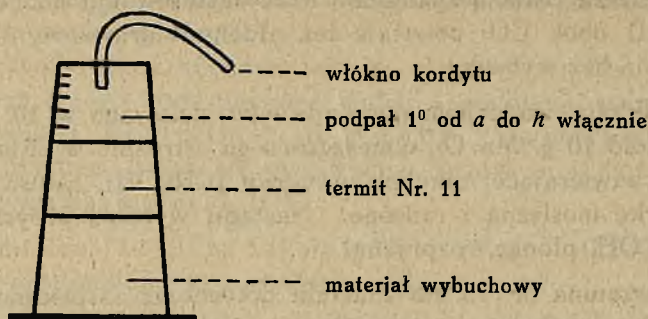 włókno kordytu
podpał 1⁰ od a do h włącznie
termit Nr. 11
materjał wybuchowy